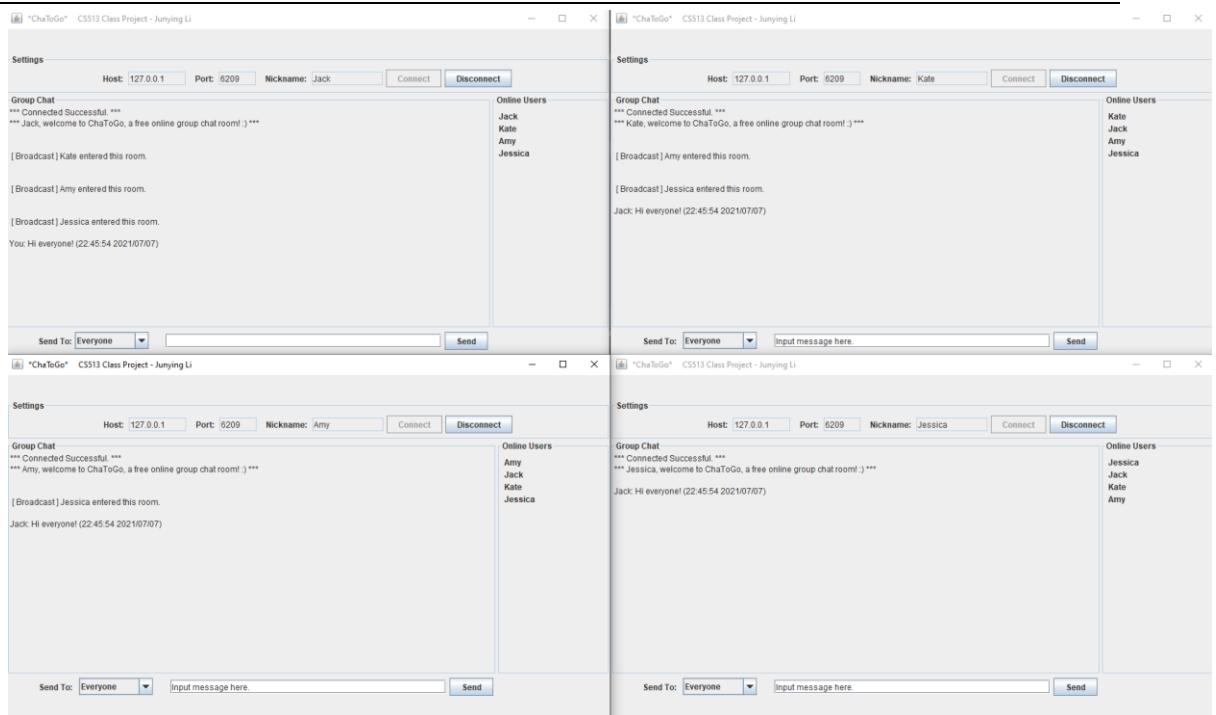 *ChaToGo* CS513 Class Project - Junying Li
Settings
Host: 127.0.0.1 Port: 6209 Nickname: Jack Connect Disconnect
Group Chat
*** Connected Successful. ***
*** Jack, welcome to ChaToGo, a free online group chat room! :) ***
[ Broadcast ] Kate entered this room.
[ Broadcast ] Amy entered this room.
[ Broadcast ] Jessica entered this room.
You: Hi everyone! (22:45:54 2021/07/07)
Online Users
Jack
Kate
Amy
Jessica
Send To: Everyone Send
*ChaToGo* CS513 Class Project - Junying Li
Settings
Host: 127.0.0.1 Port: 6209 Nickname: Kate Connect Disconnect
Group Chat
*** Connected Successful. ***
*** Kate, welcome to ChaToGo, a free online group chat room! :) ***
[ Broadcast ] Amy entered this room.
[ Broadcast ] Jessica entered this room.
Jack: Hi everyone! (22:45:54 2021/07/07)
Online Users
Kate
Jack
Amy
Jessica
Send To: Everyone Input message here. Send
*ChaToGo* CS513 Class Project - Junying Li
Settings
Host: 127.0.0.1 Port: 6209 Nickname: Amy Connect Disconnect
Group Chat
*** Connected Successful. ***
*** Amy, welcome to ChaToGo, a free online group chat room! :) ***
[ Broadcast ] Jessica entered this room.
Jack: Hi everyone! (22:45:54 2021/07/07)
Online Users
Amy
Jack
Kate
Jessica
Send To: Everyone Input message here. Send
*ChaToGo* CS513 Class Project - Junying Li
Settings
Host: 127.0.0.1 Port: 6209 Nickname: Jessica Connect Disconnect
Group Chat
*** Connected Successful. ***
*** Jessica, welcome to ChaToGo, a free online group chat room! :) ***
Jack: Hi everyone! (22:45:54 2021/07/07)
Online Users
Jessica
Jack
Kate
Amy
Send To: Everyone Input message here. Send